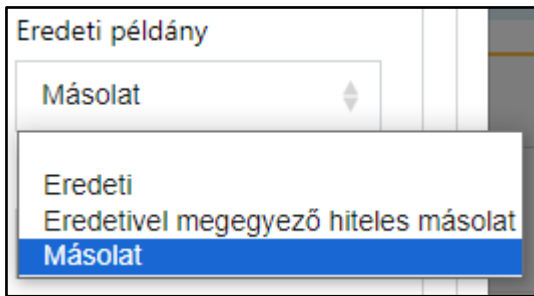 Eredeti példány
Másolat
Eredeti
Eredetivel megegyező hiteles másolat
Másolat